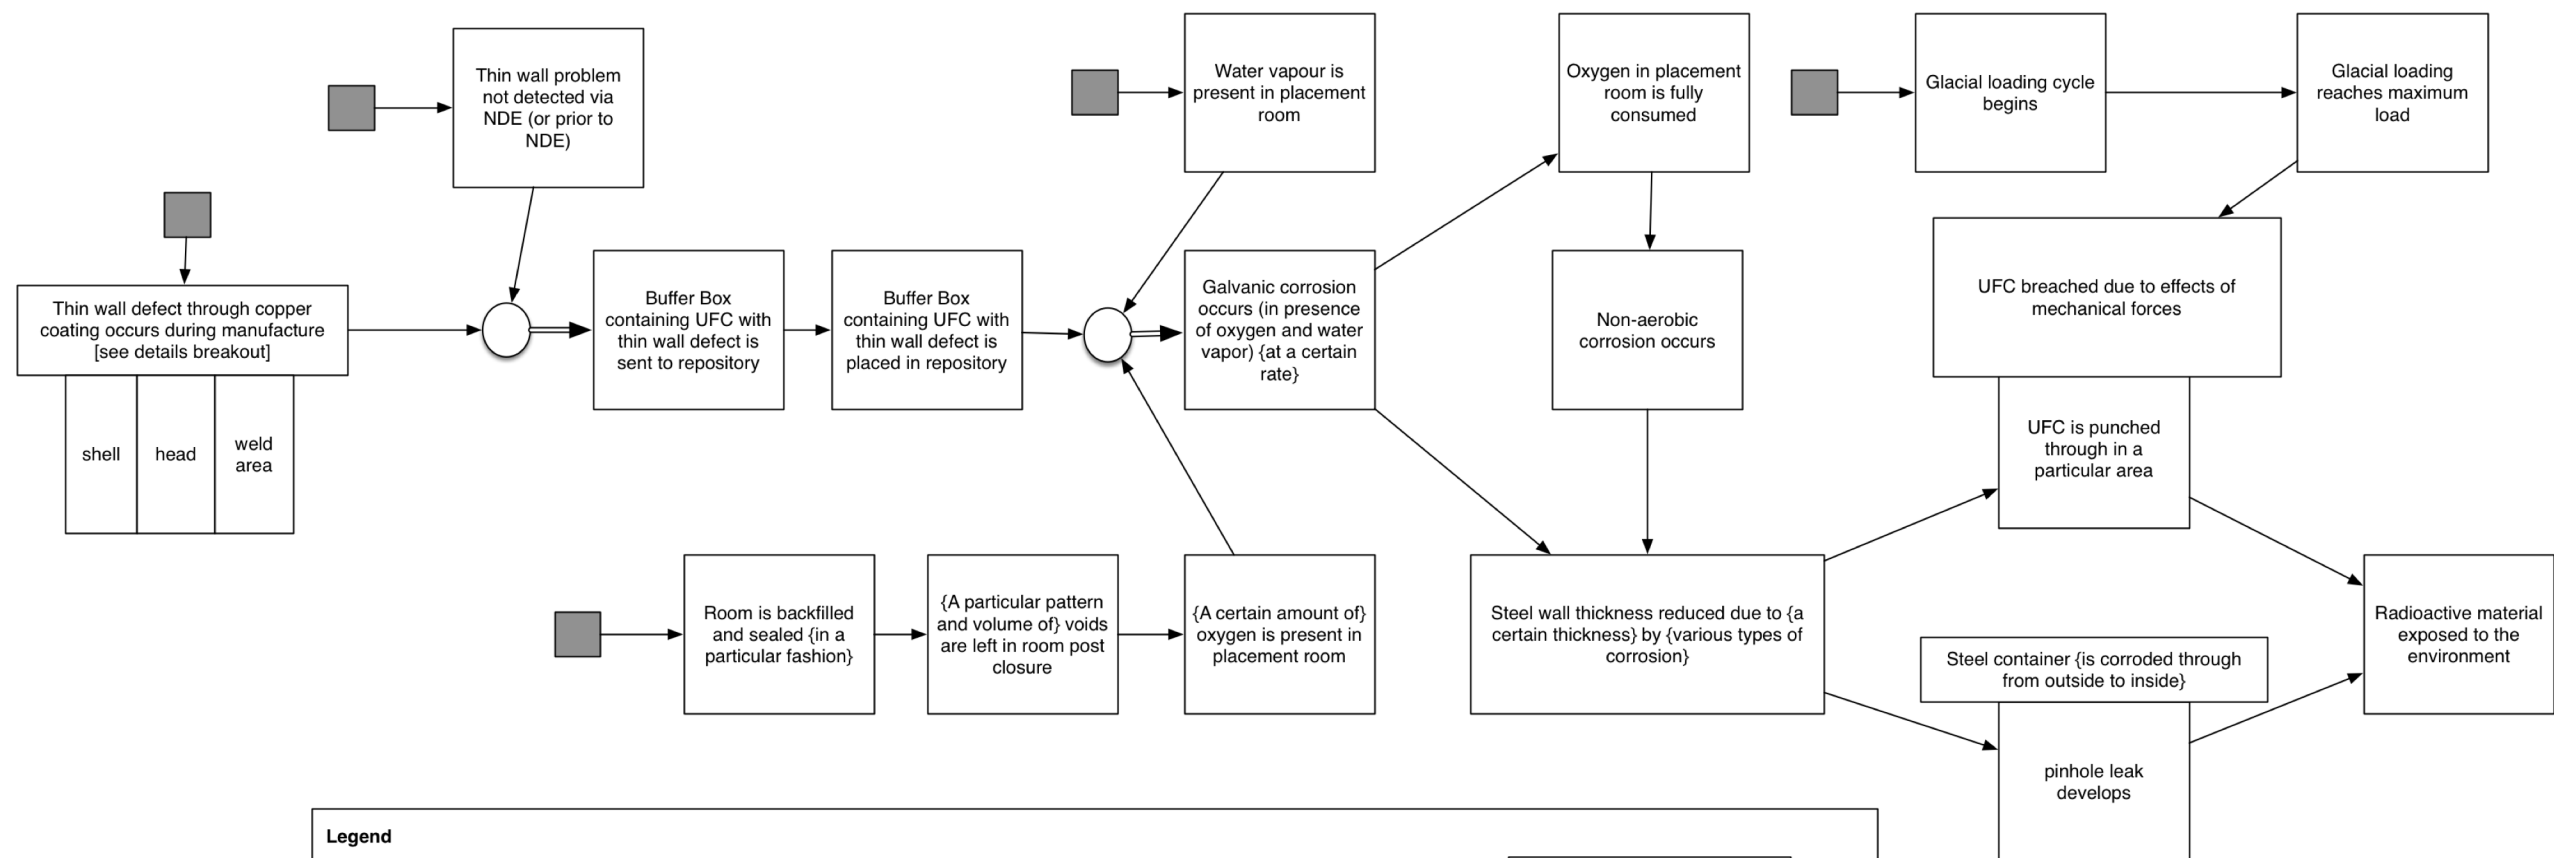 Thin wall problem
not detected via
NDE (or prior to
NDE)
Water vapour is
present in placement
room
Oxygen in placement
room is fully
consumed
Glacial loading cycle
begins
Glacial loading
reaches maximum
load
Thin wall defect through copper
coating occurs during manufacture
[see details breakout]
shell
head
weld
area
Buffer Box
containing UFC with
thin wall defect is
sent to repository
Buffer Box
containing UFC with
thin wall defect is
placed in repository
Galvanic corrosion
occurs (in presence
of oxygen and water
vapor) {at a certain
rate}
Non-aerobic
corrosion occurs
UFC breached due to effects of
mechanical forces
UFC is punched
through in a
particular area
Room is backfilled
and sealed {in a
particular fashion}
{A particular pattern
and volume of} voids
are left in room post
closure
{A certain amount of}
oxygen is present in
placement room
Steel wall thickness reduced due to {a
certain thickness} by {various types of
corrosion}
Steel container {is corroded through
from outside to inside}
pinhole leak
develops
Radioactive material
exposed to the
environment
Legend